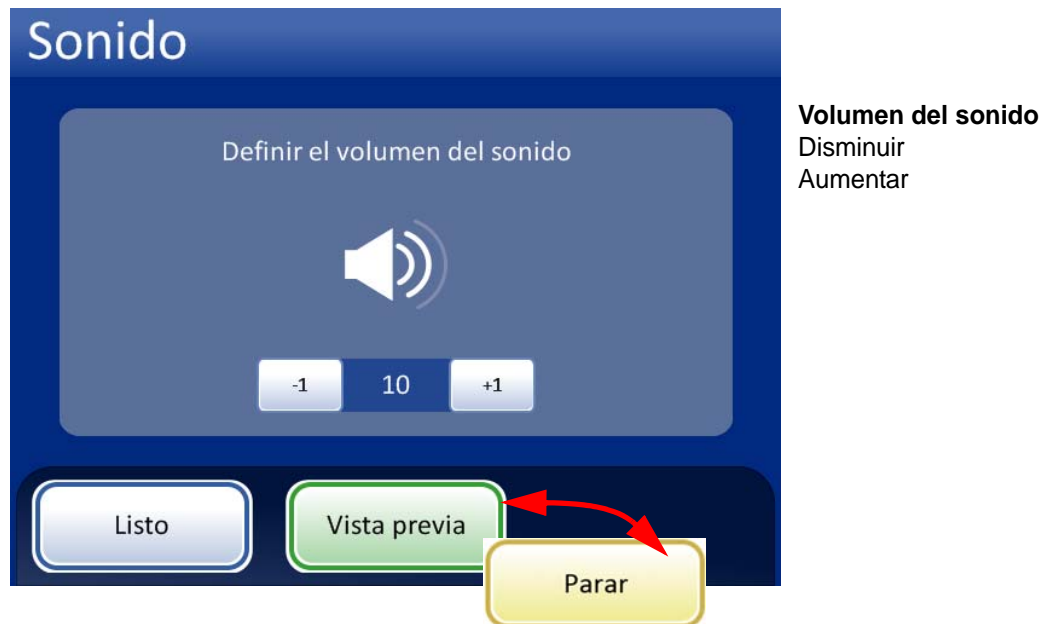 Sonido
Definir el volumen del sonido
-1 10 +1
Listo Vista previa
Parar
Volumen del sonido
Disminuir
Aumentar